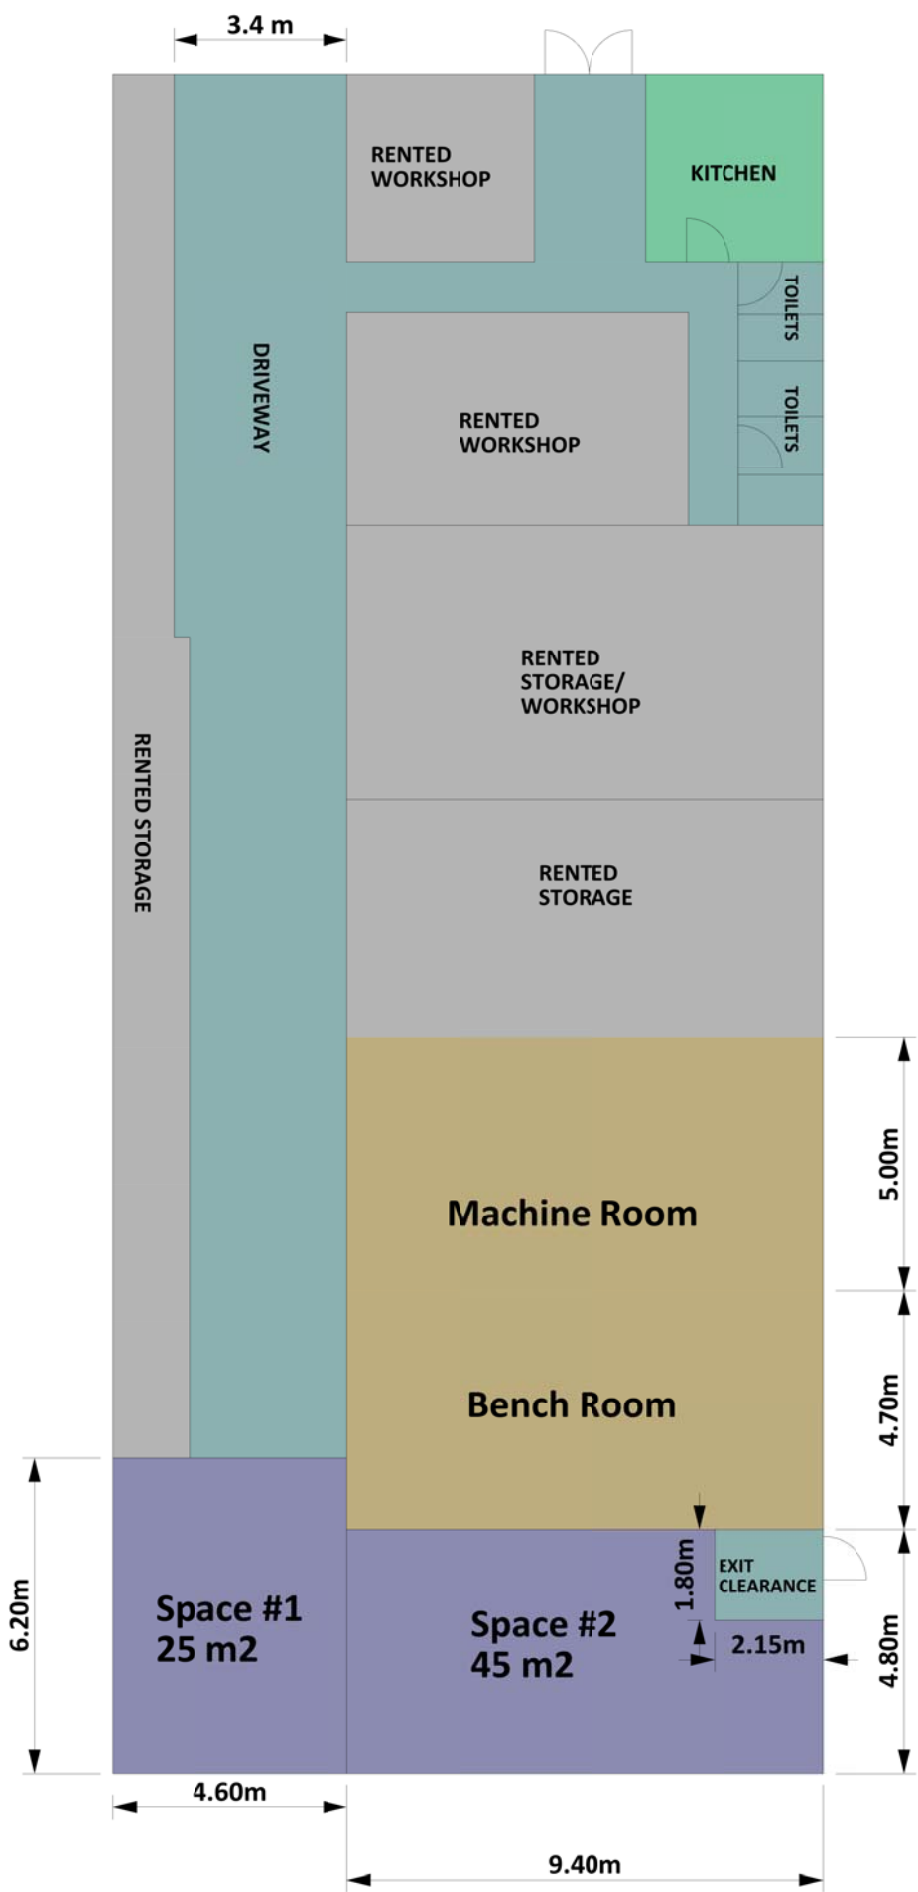 3.4 m
RENTED
WORKSHOP
KITCHEN
TOILETS
DRIVEWAY
TOILETS
RENTED
WORKSHOP
RENTED
STORAGE/
WORKSHOP
RENTED STORAGE
RENTED
STORAGE
5.00m
Machine Room
4.70m
Bench Room
6.20m
Space #1
25 m2
Space #2
45 m2
1.80m
EXIT
CLEARANCE
2.15m
4.80m
4.60m
9.40m